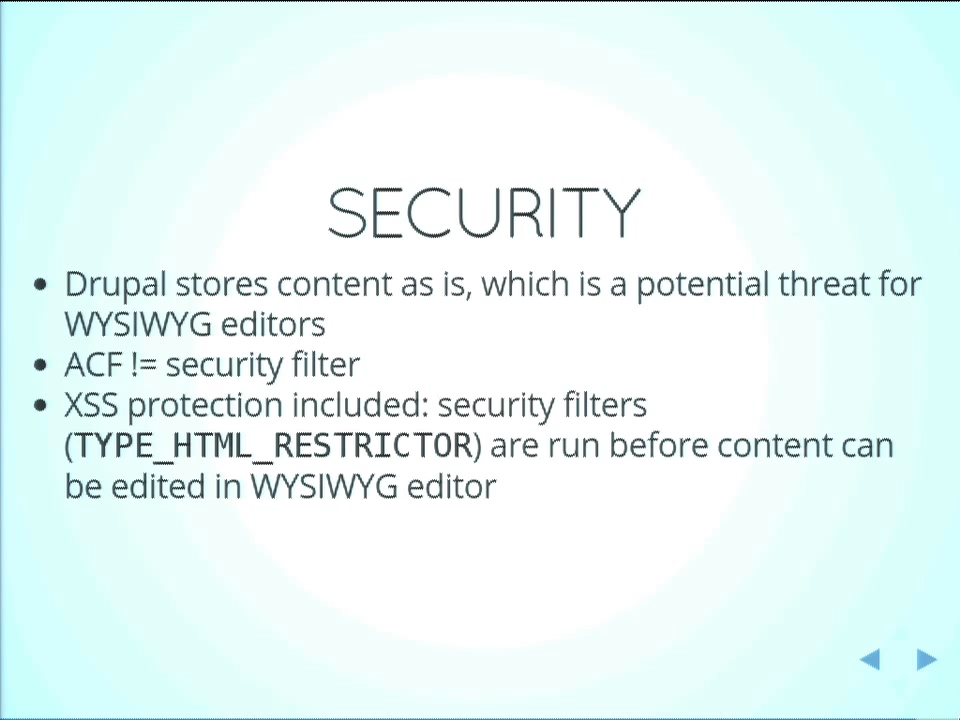 SECURITY
• Drupal stores content as is, which is a potential threat for
WYSIWYG editors
• ACF != security filter
• XSS protection included: security filters
(TYPE_HTML_RESTRICTOR) are run before content can
be edited in WYSIWYG editor